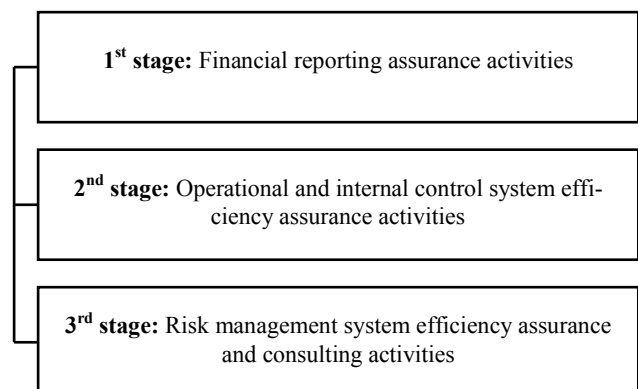 1st stage: Financial reporting assurance activities
2nd stage: Operational and internal control system effi-
ciency assurance activities
3rd stage: Risk management system efficiency assurance
and consulting activities